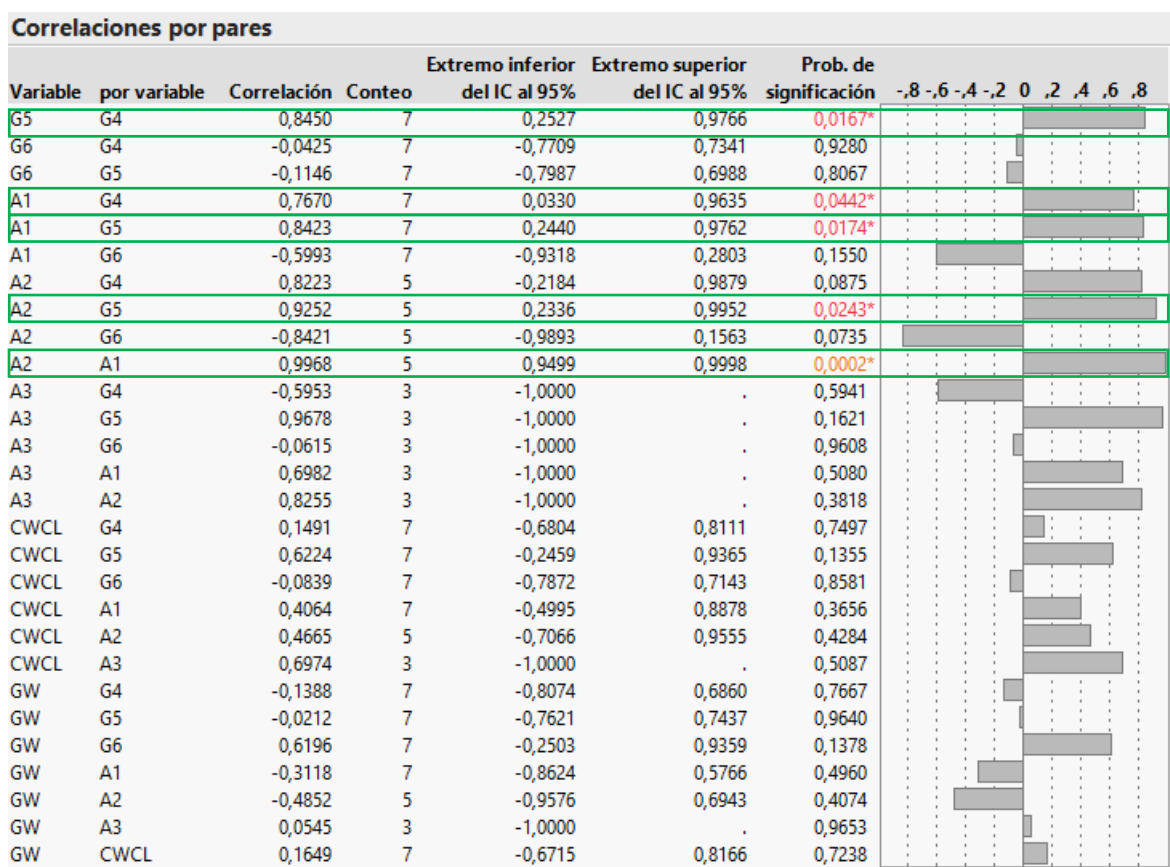 Correlaciones por pares
Extremo inferior Extremo superior Prob. de
Variable por variable Correlación Conteo del IC al 95% del IC al 95% significación -,8 -,6 -,4 -,2 0 ,2 ,4 ,6 ,8
G5 G4 0,8450 7 0,2527 0,9766 0,0167*
G6 G4 -0,0425 7 -0,7709 0,7341 0,9280
G6 G5 -0,1146 7 -0,7987 0,6988 0,8067
A1 G4 0,7670 7 0,0330 0,9635 0,0442*
A1 G5 0,8423 7 0,2440 0,9762 0,0174*
A1 G6 -0,5993 7 -0,9318 0,2803 0,1550
A2 G4 0,8223 5 -0,2184 0,9879 0,0875
A2 G5 0,9252 5 0,2336 0,9952 0,0243*
A2 G6 -0,8421 5 -0,9893 0,1563 0,0735
A2 A1 0,9968 5 0,9499 0,9998 0,0002*
A3 G4 -0,5953 3 -1,0000 . 0,5941
A3 G5 0,9678 3 -1,0000 . 0,1621
A3 G6 -0,0615 3 -1,0000 . 0,9608
A3 A1 0,6982 3 -1,0000 . 0,5080
A3 A2 0,8255 3 -1,0000 . 0,3818
CWCL G4 0,1491 7 -0,6804 0,8111 0,7497
CWCL G5 0,6224 7 -0,2459 0,9365 0,1355
CWCL G6 -0,0839 7 -0,7872 0,7143 0,8581
CWCL A1 0,4064 7 -0,4995 0,8878 0,3656
CWCL A2 0,4665 5 -0,7066 0,9555 0,4284
CWCL A3 0,6974 3 -1,0000 . 0,5087
GW G4 -0,1388 7 -0,8074 0,6860 0,7667
GW G5 -0,0212 7 -0,7621 0,7437 0,9640
GW G6 0,6196 7 -0,2503 0,9359 0,1378
GW A1 -0,3118 7 -0,8624 0,5766 0,4960
GW A2 -0,4852 5 -0,9576 0,6943 0,4074
GW A3 0,0545 3 -1,0000 . 0,9653
GW CWCL 0,1649 7 -0,6715 0,8166 0,7238